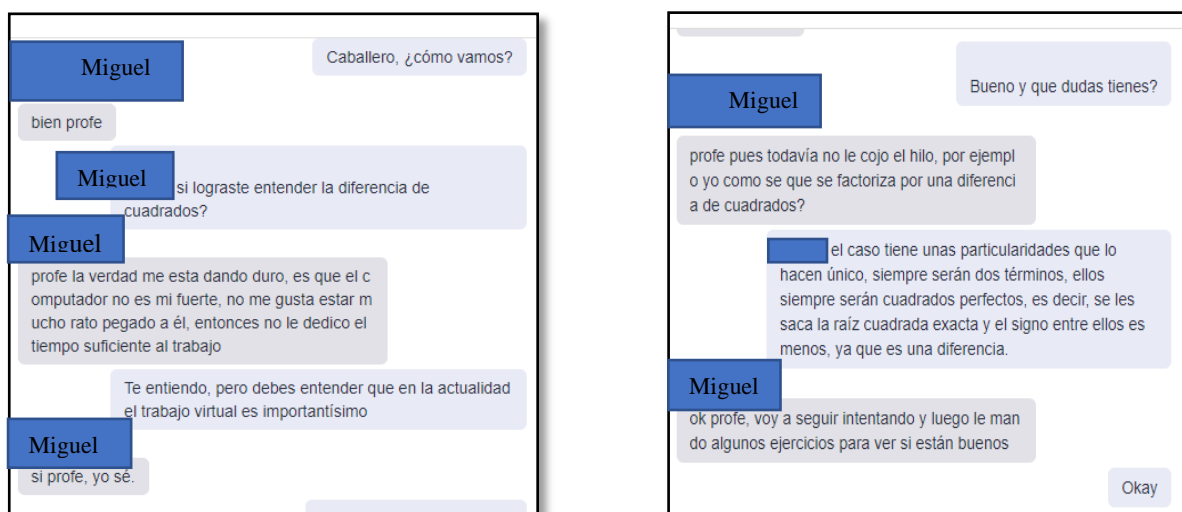 Caballero, ¿cómo vamos?
Miguel
bien profe
Miguel
si lograste entender la diferencia de
cuadrados?
Miguel
profe la verdad me esta dando duro, es que el c
omputador no es mi fuerte, no me gusta estar m
ucho rato pegado a él, entonces no le dedico el
tiempo suficiente al trabajo
Te entiendo, pero debes entender que en la actualidad
el trabajo virtual es importantísimo
Miguel
si profe, yo sé.
Bueno y que dudas tienes?
Miguel
profe pues todavía no le cojo el hilo, por ejempl
o yo como se que se factoriza por una diferenci
a de cuadrados?
el caso tiene unas particularidades que lo
hacen único, siempre serán dos términos, ellos
siempre serán cuadrados perfectos, es decir, se les
saca la raíz cuadrada exacta y el signo entre ellos es
menos, ya que es una diferencia.
Miguel
ok profe, voy a seguir intentando y luego le man
do algunos ejercicios para ver si están buenos
Okay